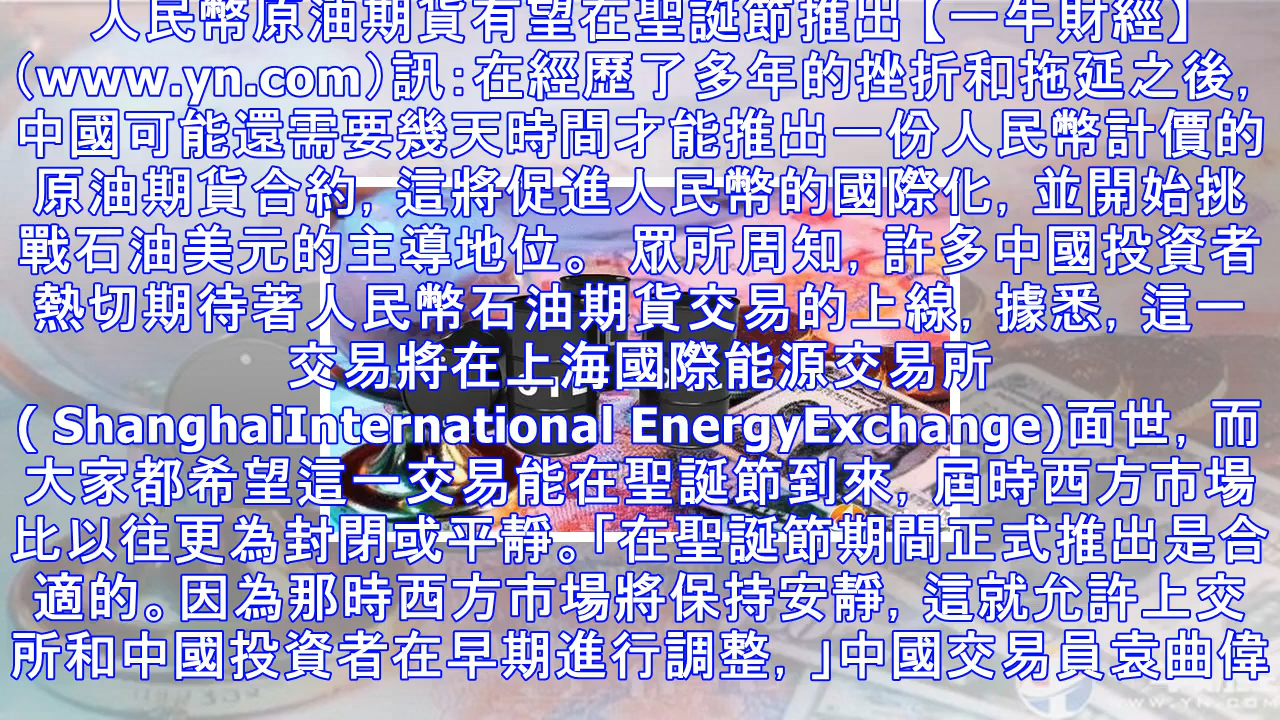 人民幣原油期貨有望在聖誕節推出【一牛財經】
(www.yn.com)訊:在經歷了多年的挫折和拖延之後,
中國可能還需要幾天時間才能推出一份人民幣計價的
原油期貨合約, 這將促進人民幣的國際化, 並開始挑
戰石油美元的主導地位。 眾所周知, 許多中國投資者
熱切期待著人民幣石油期貨交易的上線, 據悉, 這一
交易將在上海國際能源交易所
( ShanghaiInternational EnergyExchange)面世, 而
大家都希望這一交易能在聖誕節到來, 屆時西方市場
比以往更為封閉或平靜。「在聖誕節期間正式推出是合
適的。因為那時西方市場將保持安靜, 這就允許上交
所和中國投資者在早期進行調整, 」中國交易員袁曲偉
WWW.YN.COM